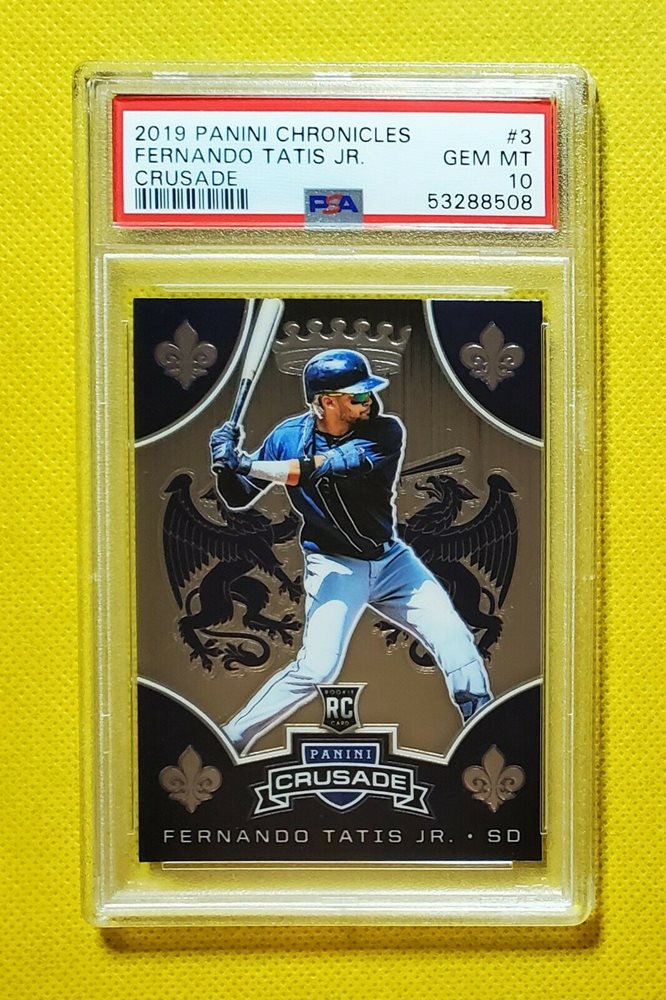 2019 PANINI CHRONICLES #3
FERNANDO TATIS JR. GEM MT
CRUSADE 10
PSA 53288508
ROOKIE
RC
CARD
PANINI
CRUSADE
FERNANDO TATIS JR. • SD